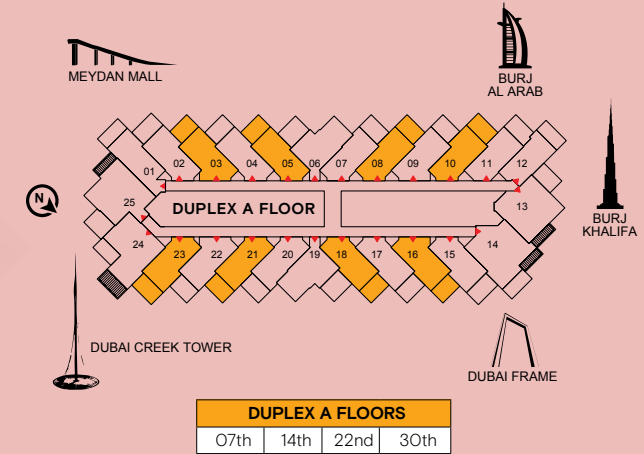 MEYDAN MALL
BURJ
AL ARAB
BURJ
KHALIFA
N
01 02 03 04 05 06 07 08 09 10 11 12
25 13
DUPLEX A FLOOR
24 14
23 22 21 20 19 18 17 16 15
DUBAI CREEK TOWER
DUBAI FRAME
DUPLEX A FLOORS
07th 14th 22nd 30th